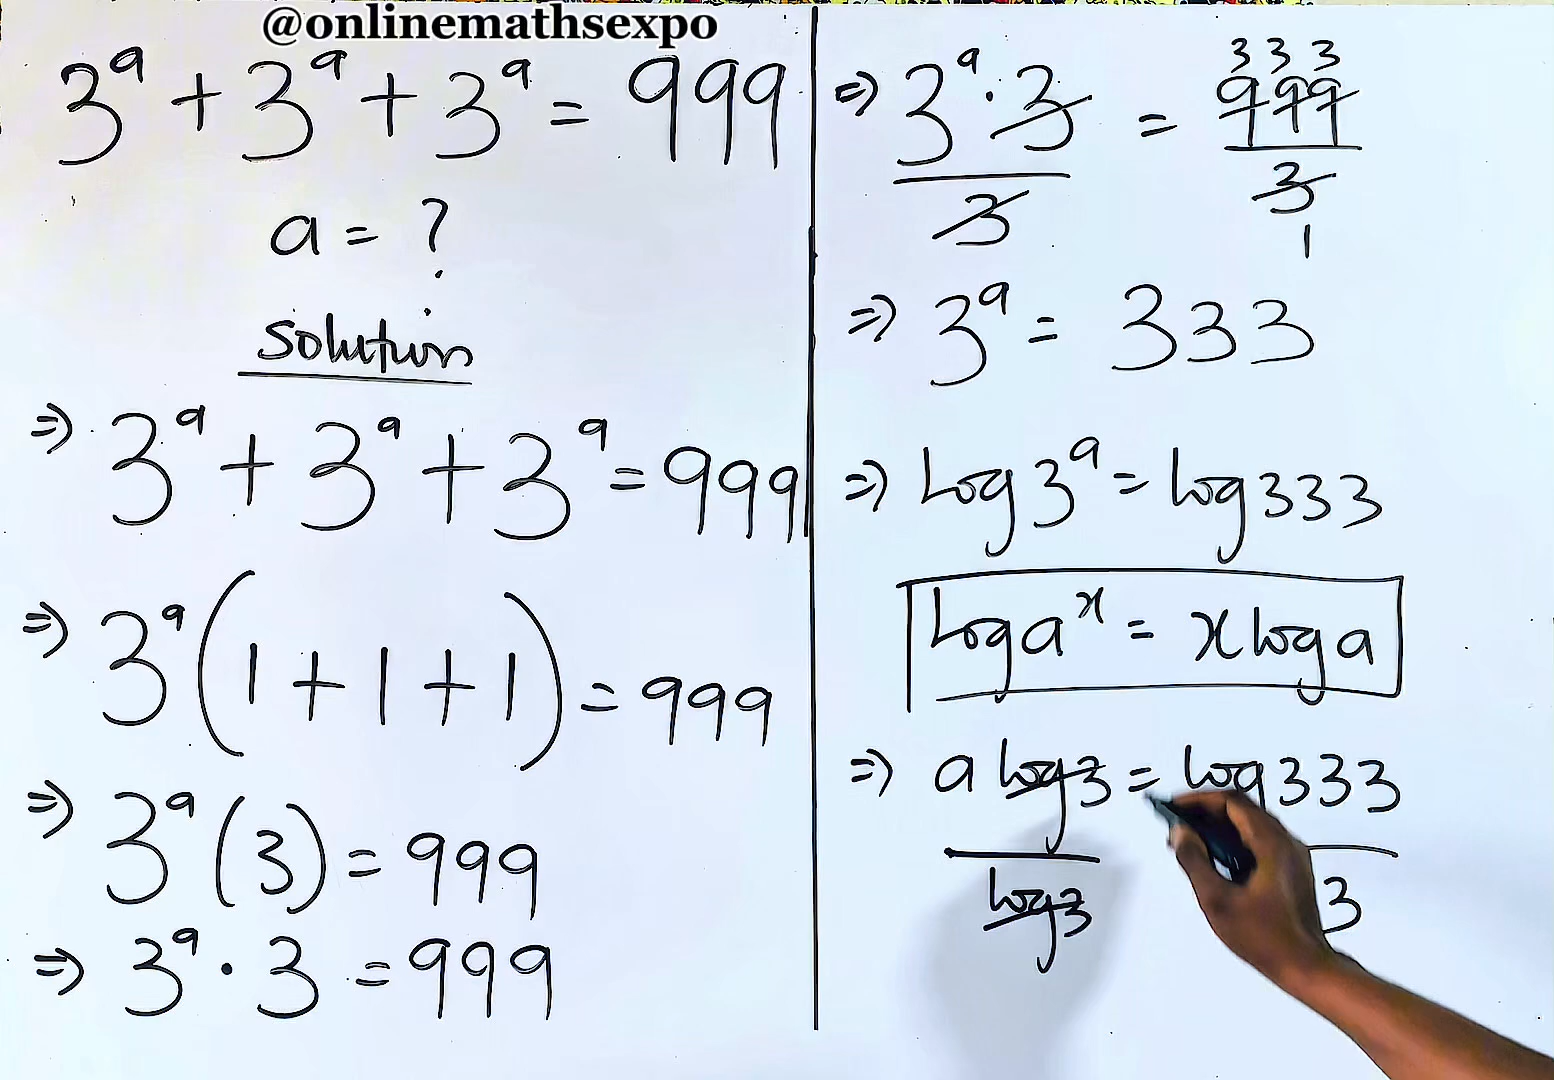 @onlinemathsexpo
3^a + 3^a + 3^a = 999
a = ?
Solution
⇒ 3^a + 3^a + 3^a = 999
⇒ 3^a (1 + 1 + 1) = 999
⇒ 3^a (3) = 999
⇒ 3^a · 3 = 999
333
⇒ 3^a · 3 = 999
3 3
1
⇒ 3^a = 333
⇒ log 3^a = log 333
log a^x = x log a
⇒ a log 3 = log 333
log 3 3